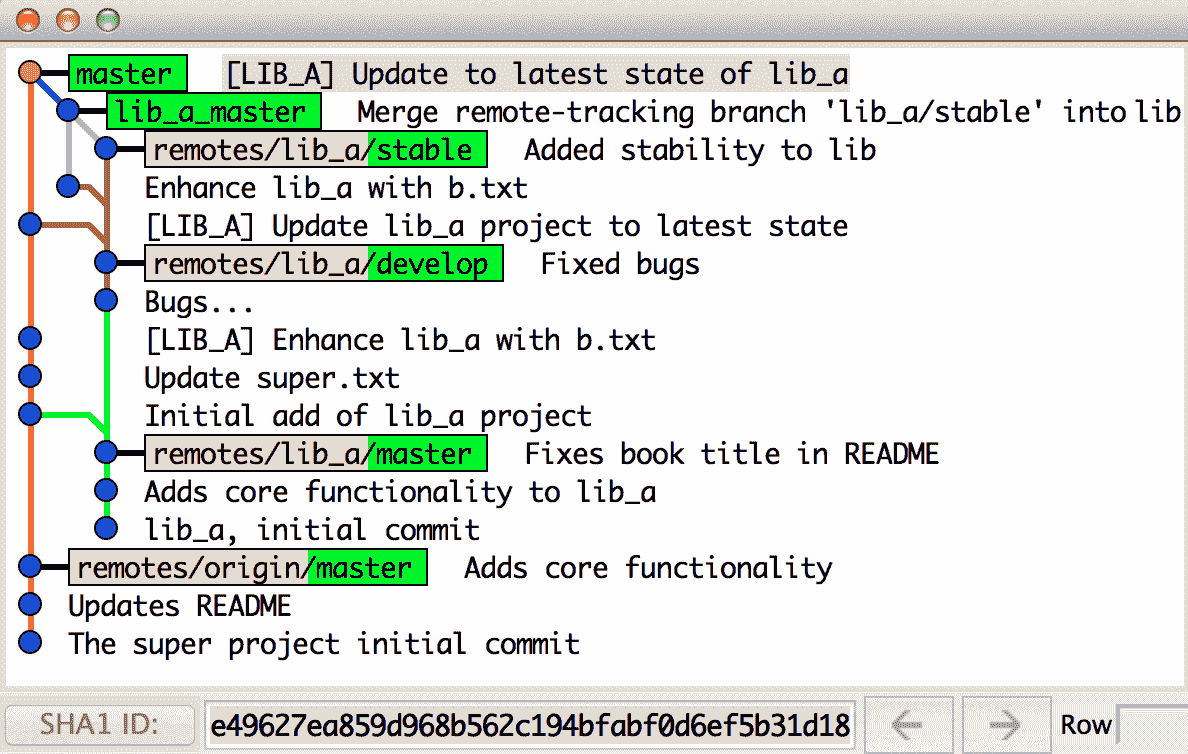 master [LIB_A] Update to latest state of lib_a
lib_a_master Merge remote-tracking branch 'lib_a/stable' into lib
remotes/lib_a/stable Added stability to lib
Enhance lib_a with b.txt
[LIB_A] Update lib_a project to latest state
remotes/lib_a/develop Fixed bugs
Bugs...
[LIB_A] Enhance lib_a with b.txt
Update super.txt
Initial add of lib_a project
remotes/lib_a/master Fixes book title in README
Adds core functionality to lib_a
lib_a, initial commit
remotes/origin/master Adds core functionality
Updates README
The super project initial commit
SHA1 ID: e49627ea859d968b562c194bfabf0d6ef5b31d18 Row